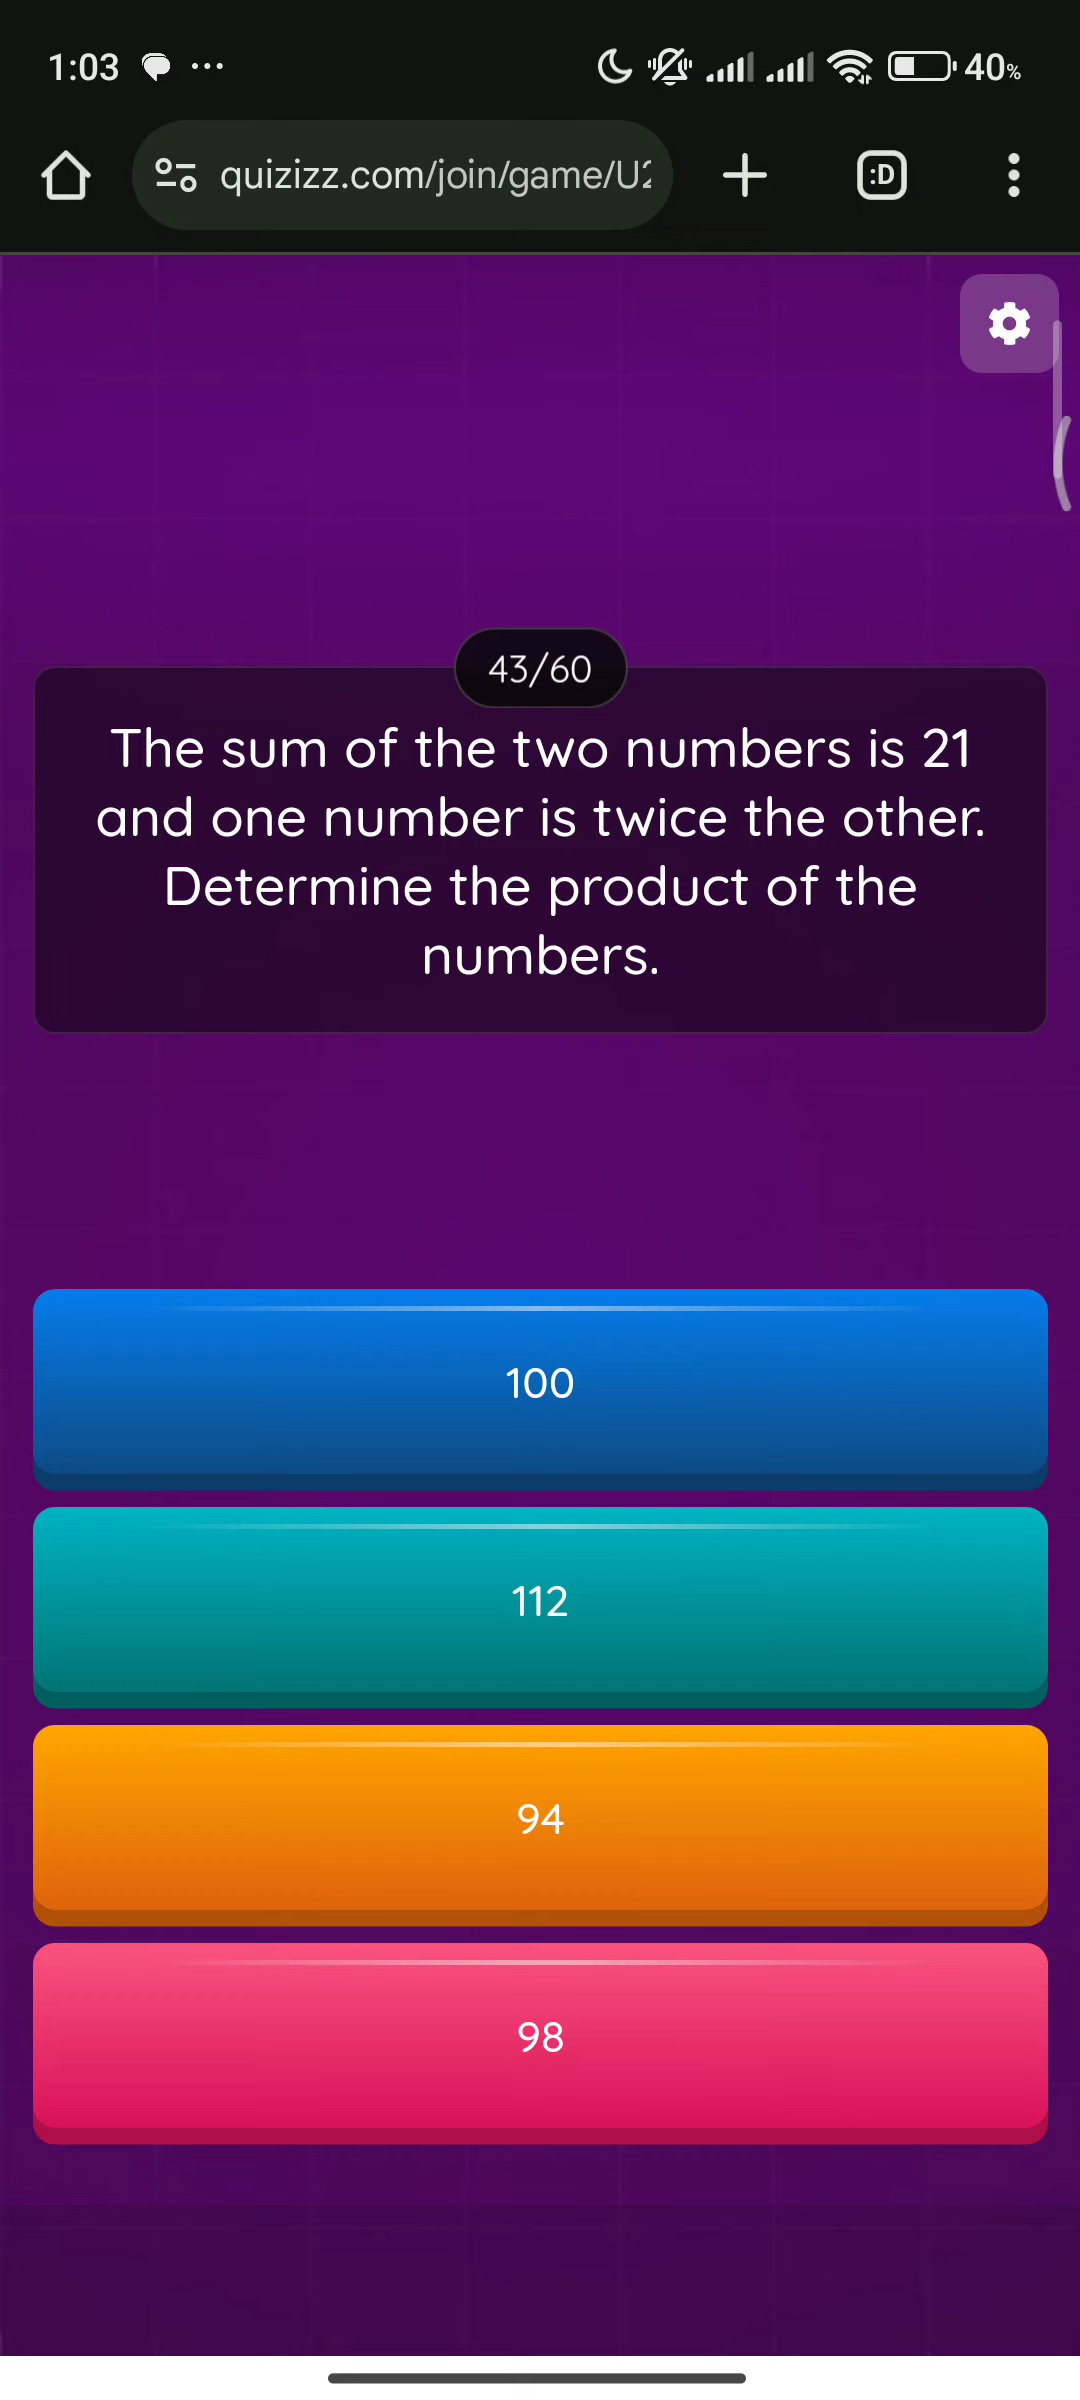 1:03
40%
quizizz.com/join/game/U2
:D
43/60
The sum of the two numbers is 21
and one number is twice the other.
Determine the product of the
numbers.
100
112
94
98